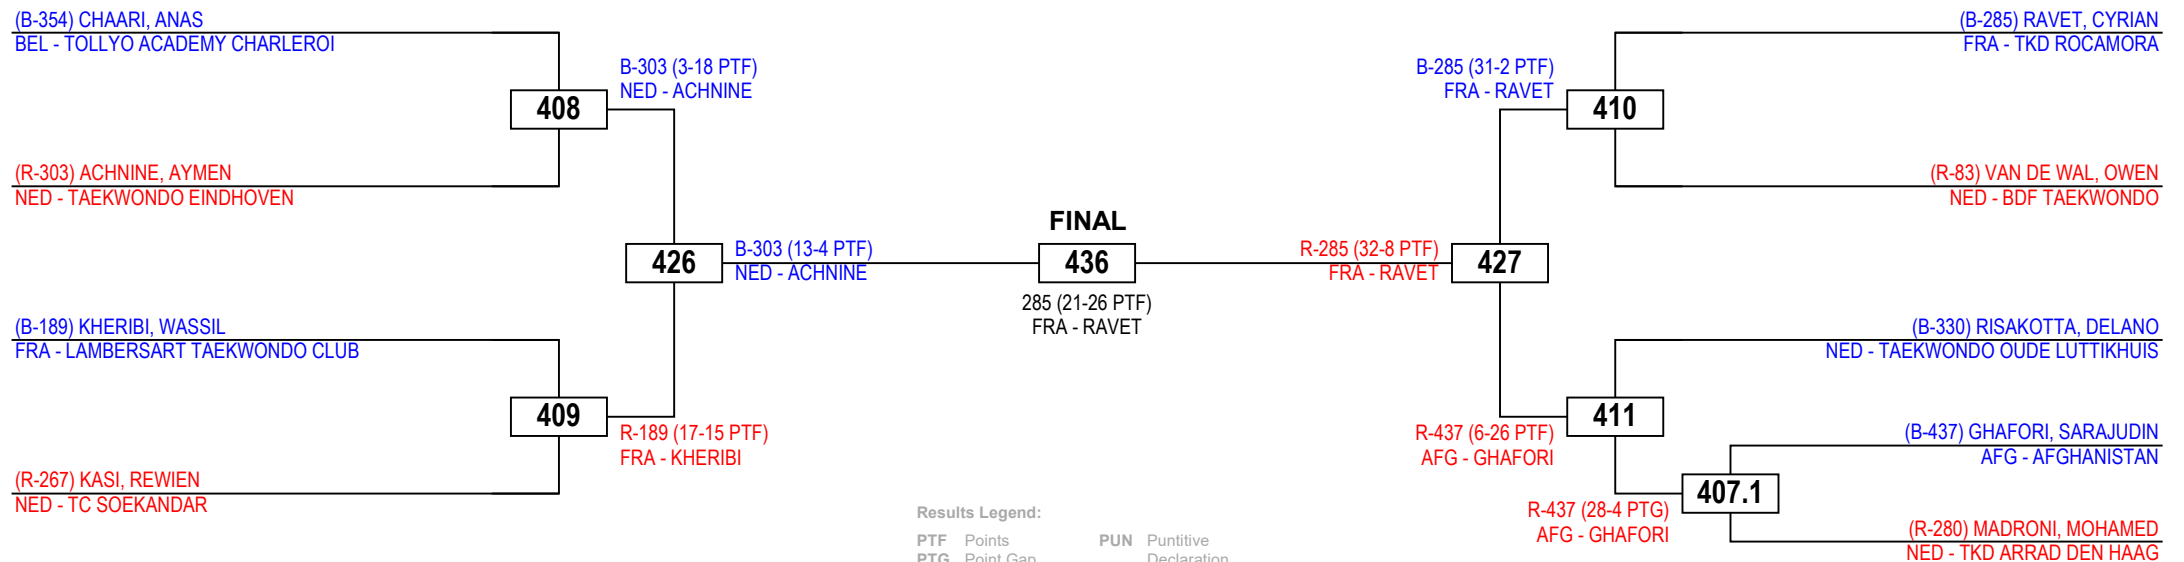 (B-354) CHAARI, ANAS
BEL - TOLLYO ACADEMY CHARLEROI
B-303 (3-18 PTF)
NED - ACHNINE
408
(R-303) ACHNINE, AYMEN
NED - TAEKWONDO EINDHOVEN
426
B-303 (13-4 PTF)
NED - ACHNINE
(B-189) KHERIBI, WASSIL
FRA - LAMBERSART TAEKWONDO CLUB
409
R-189 (17-15 PTF)
FRA - KHERIBI
(R-267) KASI, REWIEN
NED - TC SOEKANDAR
FINAL
436
285 (21-26 PTF)
FRA - RAVET
(B-285) RAVET, CYRIAN
FRA - TKD ROCAMORA
B-285 (31-2 PTF)
FRA - RAVET
410
(R-83) VAN DE WAL, OWEN
NED - BDF TAEKWONDO
R-285 (32-8 PTF)
FRA - RAVET
427
(B-330) RISAKOTTA, DELANO
NED - TAEKWONDO OUDE LUTTIKHUIS
411
R-437 (6-26 PTF)
AFG - GHAFORI
(B-437) GHAFORI, SARAJUDIN
AFG - AFGHANISTAN
407.1
R-437 (28-4 PTG)
AFG - GHAFORI
(R-280) MADRONI, MOHAMED
NED - TKD ARRAD DEN HAAG
Results Legend:
PTF Points
PUN Puntitive
PTG Point Gap
Declaration